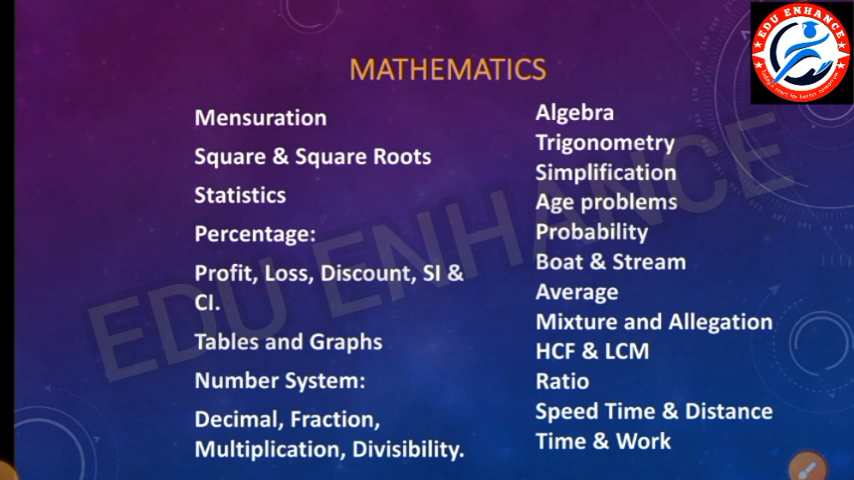 MATHEMATICS
Mensuration
Square & Square Roots
Statistics
Percentage:
Profit, Loss, Discount, SI &
CI.
Tables and Graphs
Number System:
Decimal, Fraction,
Multiplication, Divisibility.
Algebra
Trigonometry
Simplification
Age problems
Probability
Boat & Stream
Average
Mixture and Allegation
HCF & LCM
Ratio
Speed Time & Distance
Time & Work
EDU ENHANCE
EDU ENHANCE